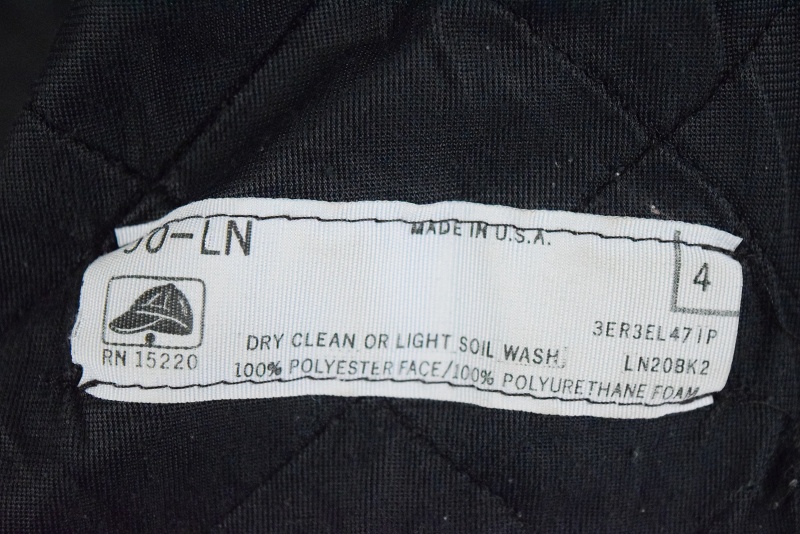 -LN
MADE IN U.S.A.
4
3ER3EL471P
RN 15220
DRY CLEAN OR LIGHT SOIL WASH
LN20BK2
100% POLYESTER FACE/100% POLYURETHANE FOAM